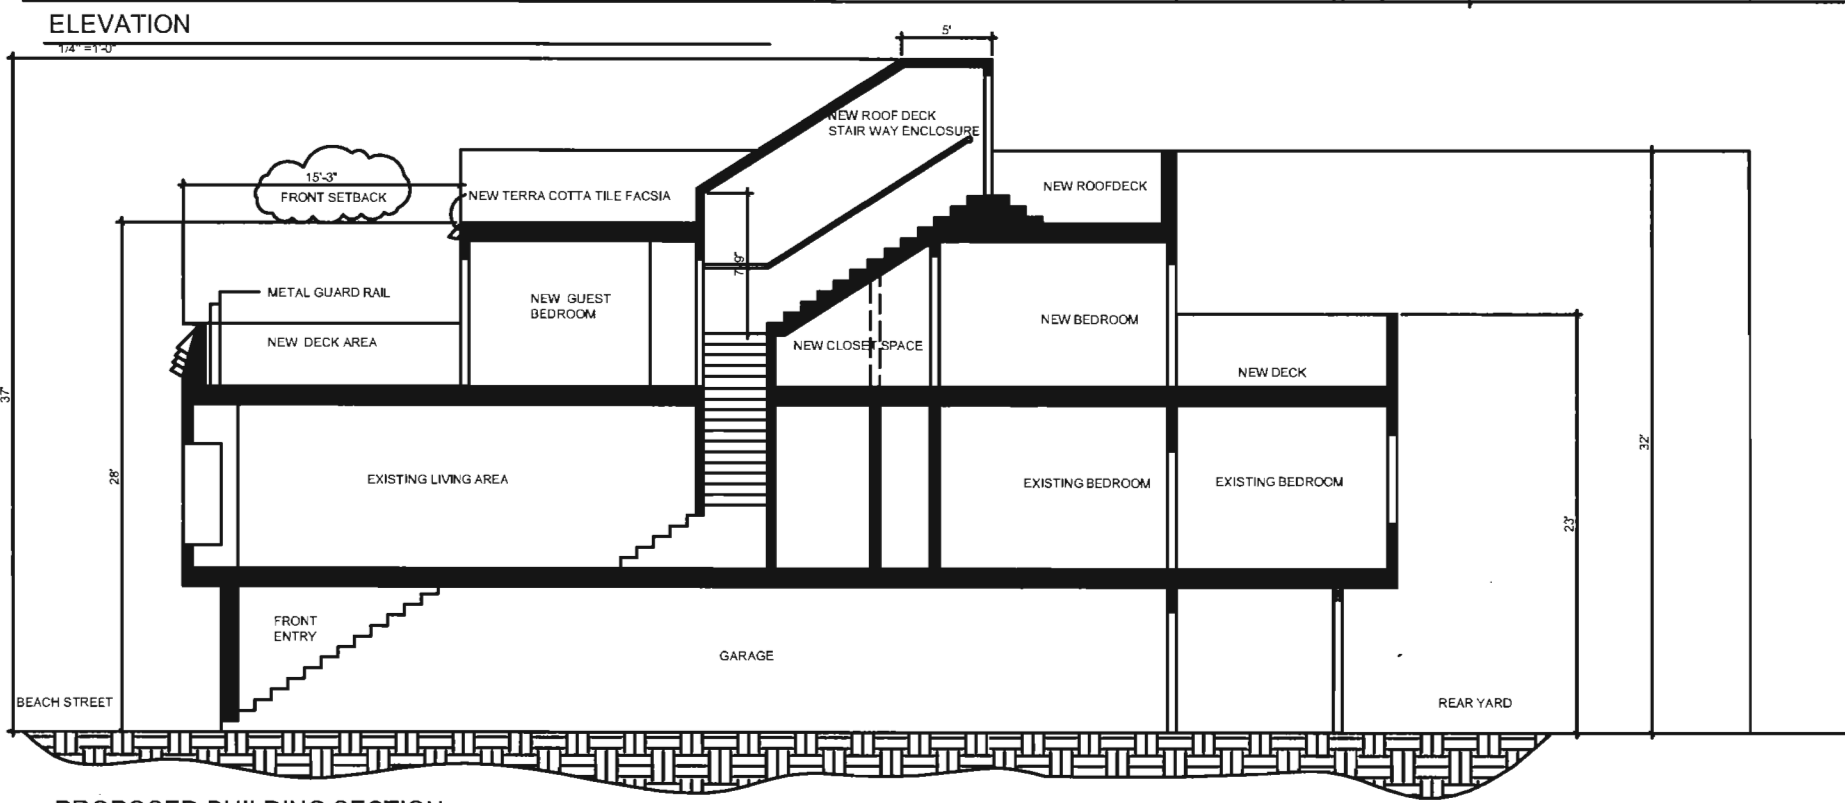 ELEVATION
1/4" =1'-0"
5'
NEW ROOF DECK
STAIR WAY ENCLOSURE
15'-3"
FRONT SETBACK
NEW TERRA COTTA TILE FACSIA
NEW ROOFDECK
METAL GUARD RAIL
NEW GUEST
BEDROOM
7'-9"
NEW BEDROOM
NEW DECK AREA
NEW CLOSET SPACE
NEW DECK
37'
28'
32'
23'
EXISTING LIVING AREA
EXISTING BEDROOM
EXISTING BEDROOM
FRONT
ENTRY
GARAGE
BEACH STREET
REAR YARD
PROPOSED BUILDING SECTION